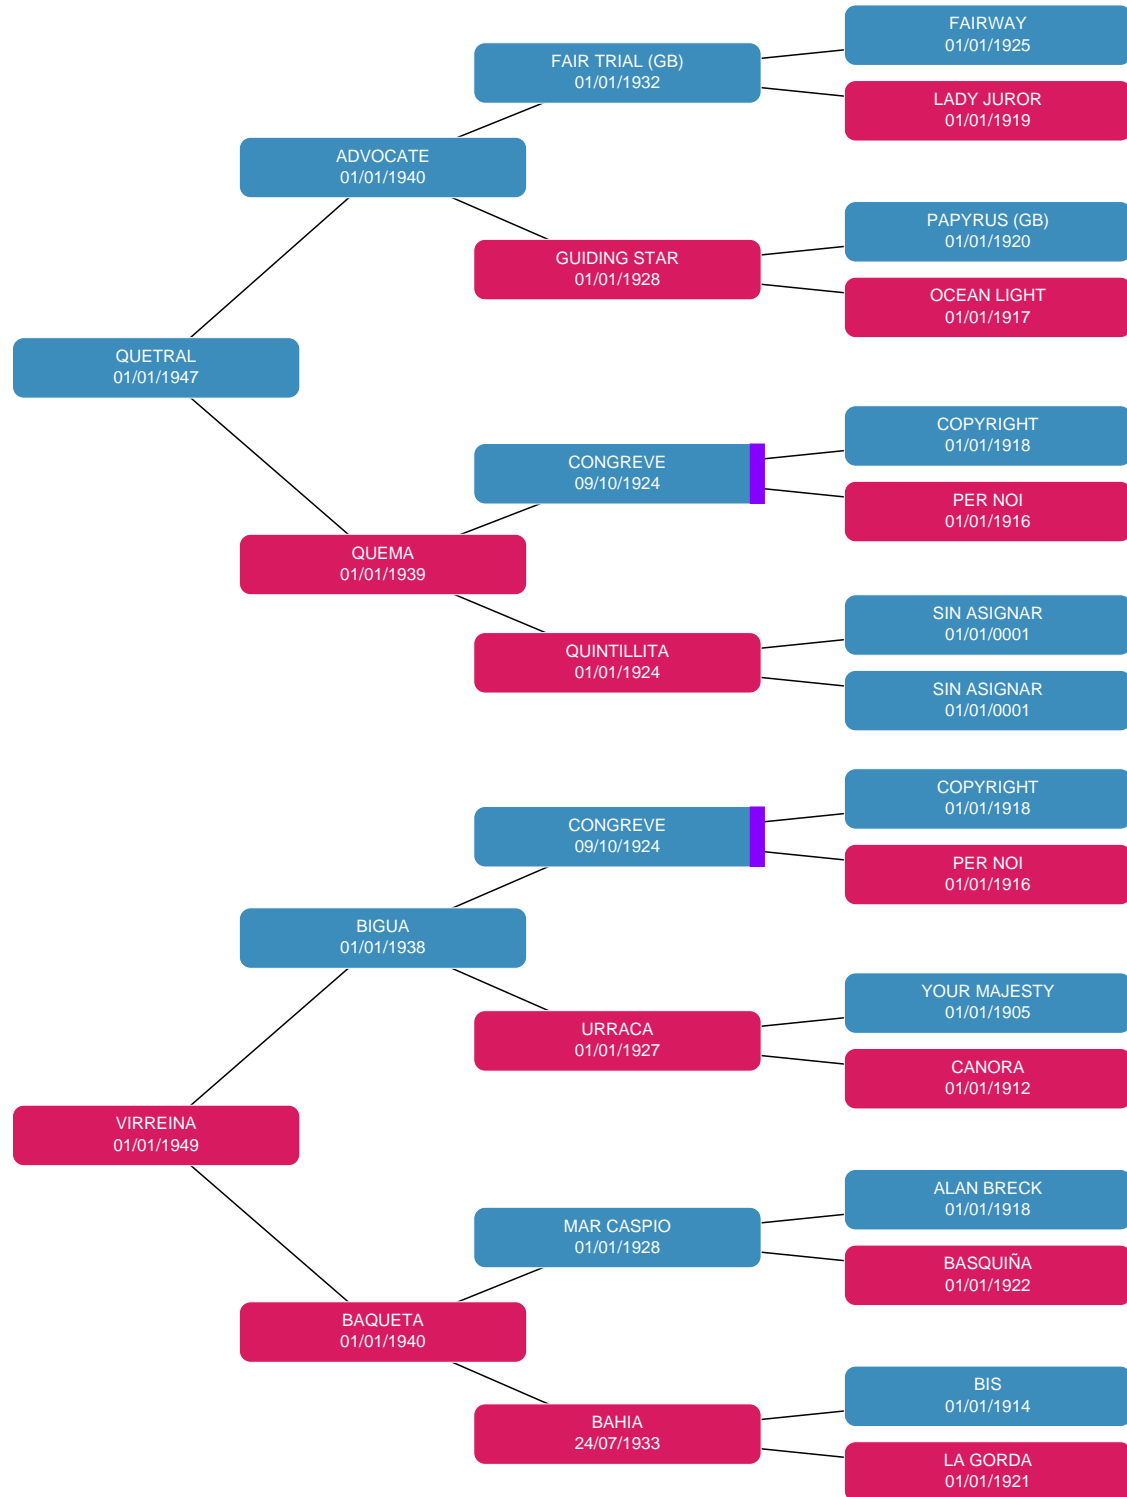 FAIRWAY
01/01/1925
FAIR TRIAL (GB)
01/01/1932
LADY JUROR
01/01/1919
ADVOCATE
01/01/1940
PAPYRUS (GB)
01/01/1920
GUIDING STAR
01/01/1928
OCEAN LIGHT
01/01/1917
QUETRAL
01/01/1947
COPYRIGHT
01/01/1918
CONGREVE
09/10/1924
PER NOI
01/01/1916
QUEMA
01/01/1939
SIN ASIGNAR
01/01/0001
QUINTILLITA
01/01/1924
SIN ASIGNAR
01/01/0001
COPYRIGHT
01/01/1918
CONGREVE
09/10/1924
PER NOI
01/01/1916
BIGUA
01/01/1938
YOUR MAJESTY
01/01/1905
URRACA
01/01/1927
CANORA
01/01/1912
VIRREINA
01/01/1949
ALAN BRECK
01/01/1918
MAR CASPIO
01/01/1928
BASQUIÑA
01/01/1922
BAQUETA
01/01/1940
BIS
01/01/1914
BAHIA
24/07/1933
LA GORDA
01/01/1921